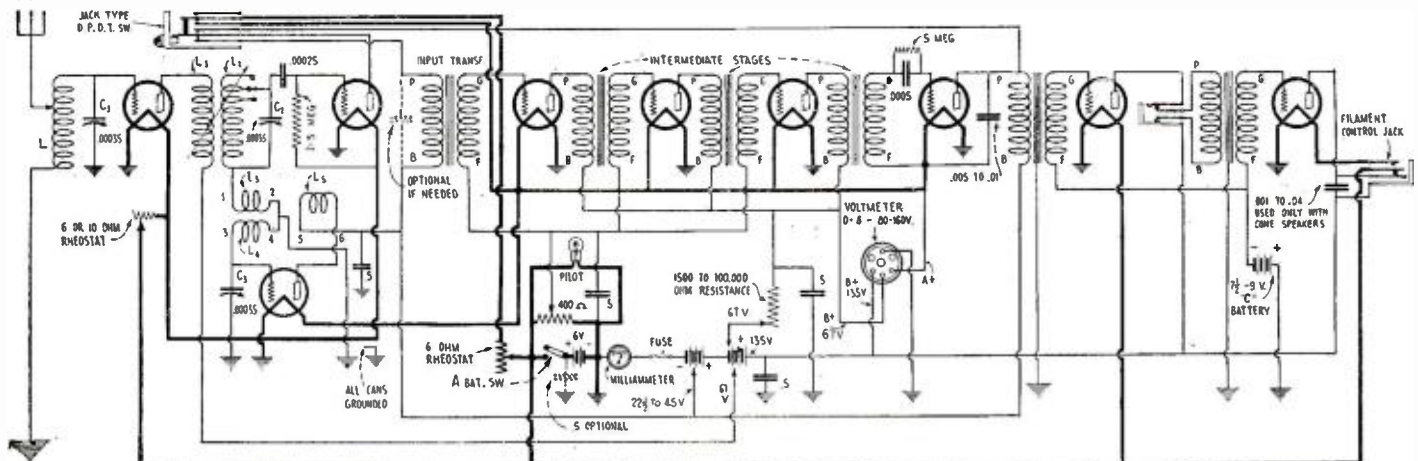 JACK TYPE
D.P.D.T. SW
L
C3
.00035
L1
L2
.00025
C2
.00035
2-5 MEG
L3
1
2
3
4
L4
L5
5
6
C3
.00035
S
6 OR 10 OHM
RHEOSTAT
ALL CANS
GROUNDED
OPTIONAL
IF NEEDED
INPUT TRANSF
P
G
B
F
INTERMEDIATE STAGES
P
G
B
F
P
B
F
P
B
F
5 MEG
.0005
.005 TO .01
P
G
B
F
P
G
B
F
PILOT
400 Ω
S
6 OHM
RHEOSTAT
A BAT. SW
6V
S OPTIONAL
MILLIAMMETER
FUSE
22½ TO 45V
67
V
67V
135V
S
1500 TO 100,000
OHM RESISTANCE
S
VOLTMETER
0-8-80-160V.
B+
135V
B+
67V
A+
FILAMENT
CONTROL JACK
.001 TO .04
USED ONLY WITH
CONE SPEAKERS
7½-9 V.
"C"
BATTERY